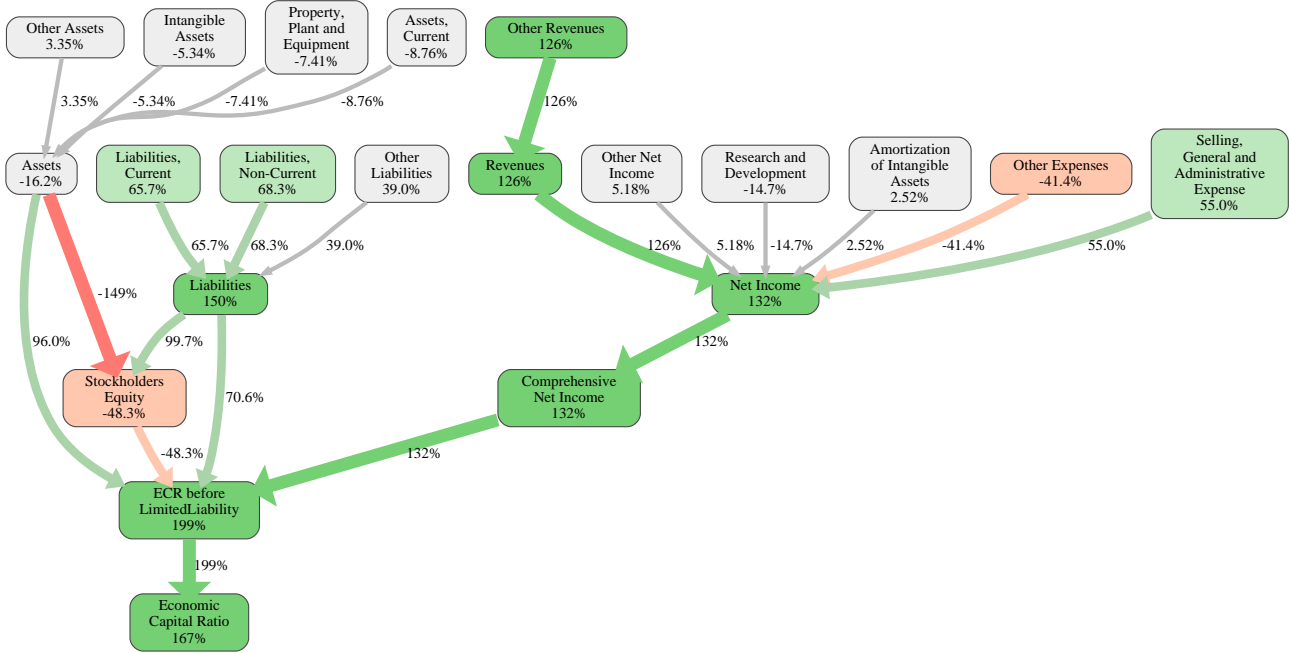 Other Assets
3.35%
Intangible
Assets
-5.34%
Property,
Plant and
Equipment
-7.41%
Assets,
Current
-8.76%
Other Revenues
126%
3.35%
-5.34%
-7.41%
-8.76%
126%
Assets
-16.2%
Liabilities,
Current
65.7%
Liabilities,
Non-Current
68.3%
Other
Liabilities
39.0%
Revenues
126%
Other Net
Income
5.18%
Research and
Development
-14.7%
Amortization
of Intangible
Assets
2.52%
Other Expenses
-41.4%
Selling,
General and
Administrative
Expense
55.0%
65.7%
68.3%
39.0%
126%
5.18%
-14.7%
2.52%
-41.4%
55.0%
-149%
Liabilities
150%
Net Income
132%
96.0%
99.7%
132%
Stockholders
Equity
-48.3%
70.6%
Comprehensive
Net Income
132%
-48.3%
132%
ECR before
LimitedLiability
199%
199%
Economic
Capital Ratio
167%